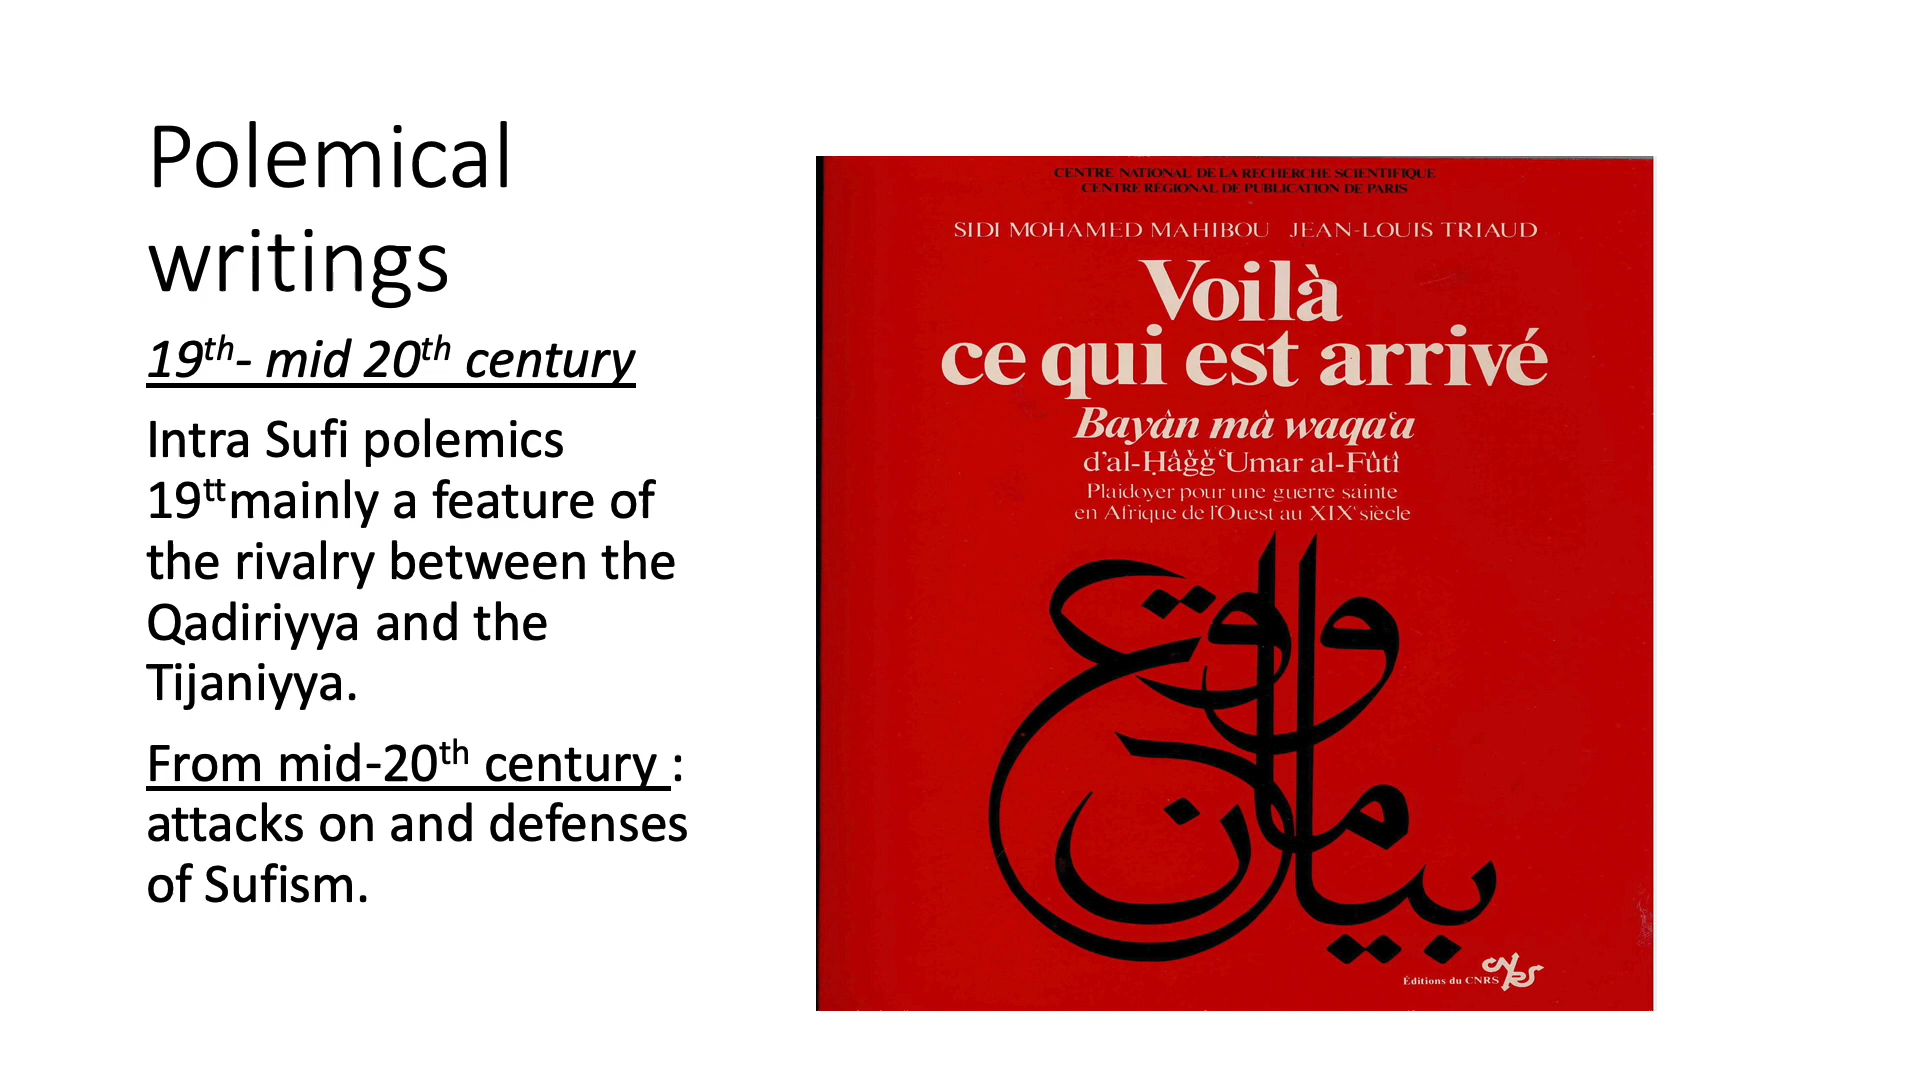 Polemical
writings
19th- mid 20th century
Intra Sufi polemics
19tt mainly a feature of
the rivalry between the
Qadiriyya and the
Tijaniyya.
From mid-20th century :
attacks on and defenses
of Sufism.
CENTRE NATIONAL DE LA RECHERCHE SCIENTIFIQUE
CENTRE RÉGIONAL DE PUBLICATION DE PARIS
SIDI MOHAMED MAHIBOU JEAN-LOUIS TRIAUD
Voilà
ce qui est arrivé
Bayân mâ waqaʿa
d'al-Ḥâǧǧ ʿUmar al-Fûtî
Plaidoyer pour une guerre sainte
en Afrique de l'Ouest au XIXe siècle
بيان ما وقع
Éditions du CNRS